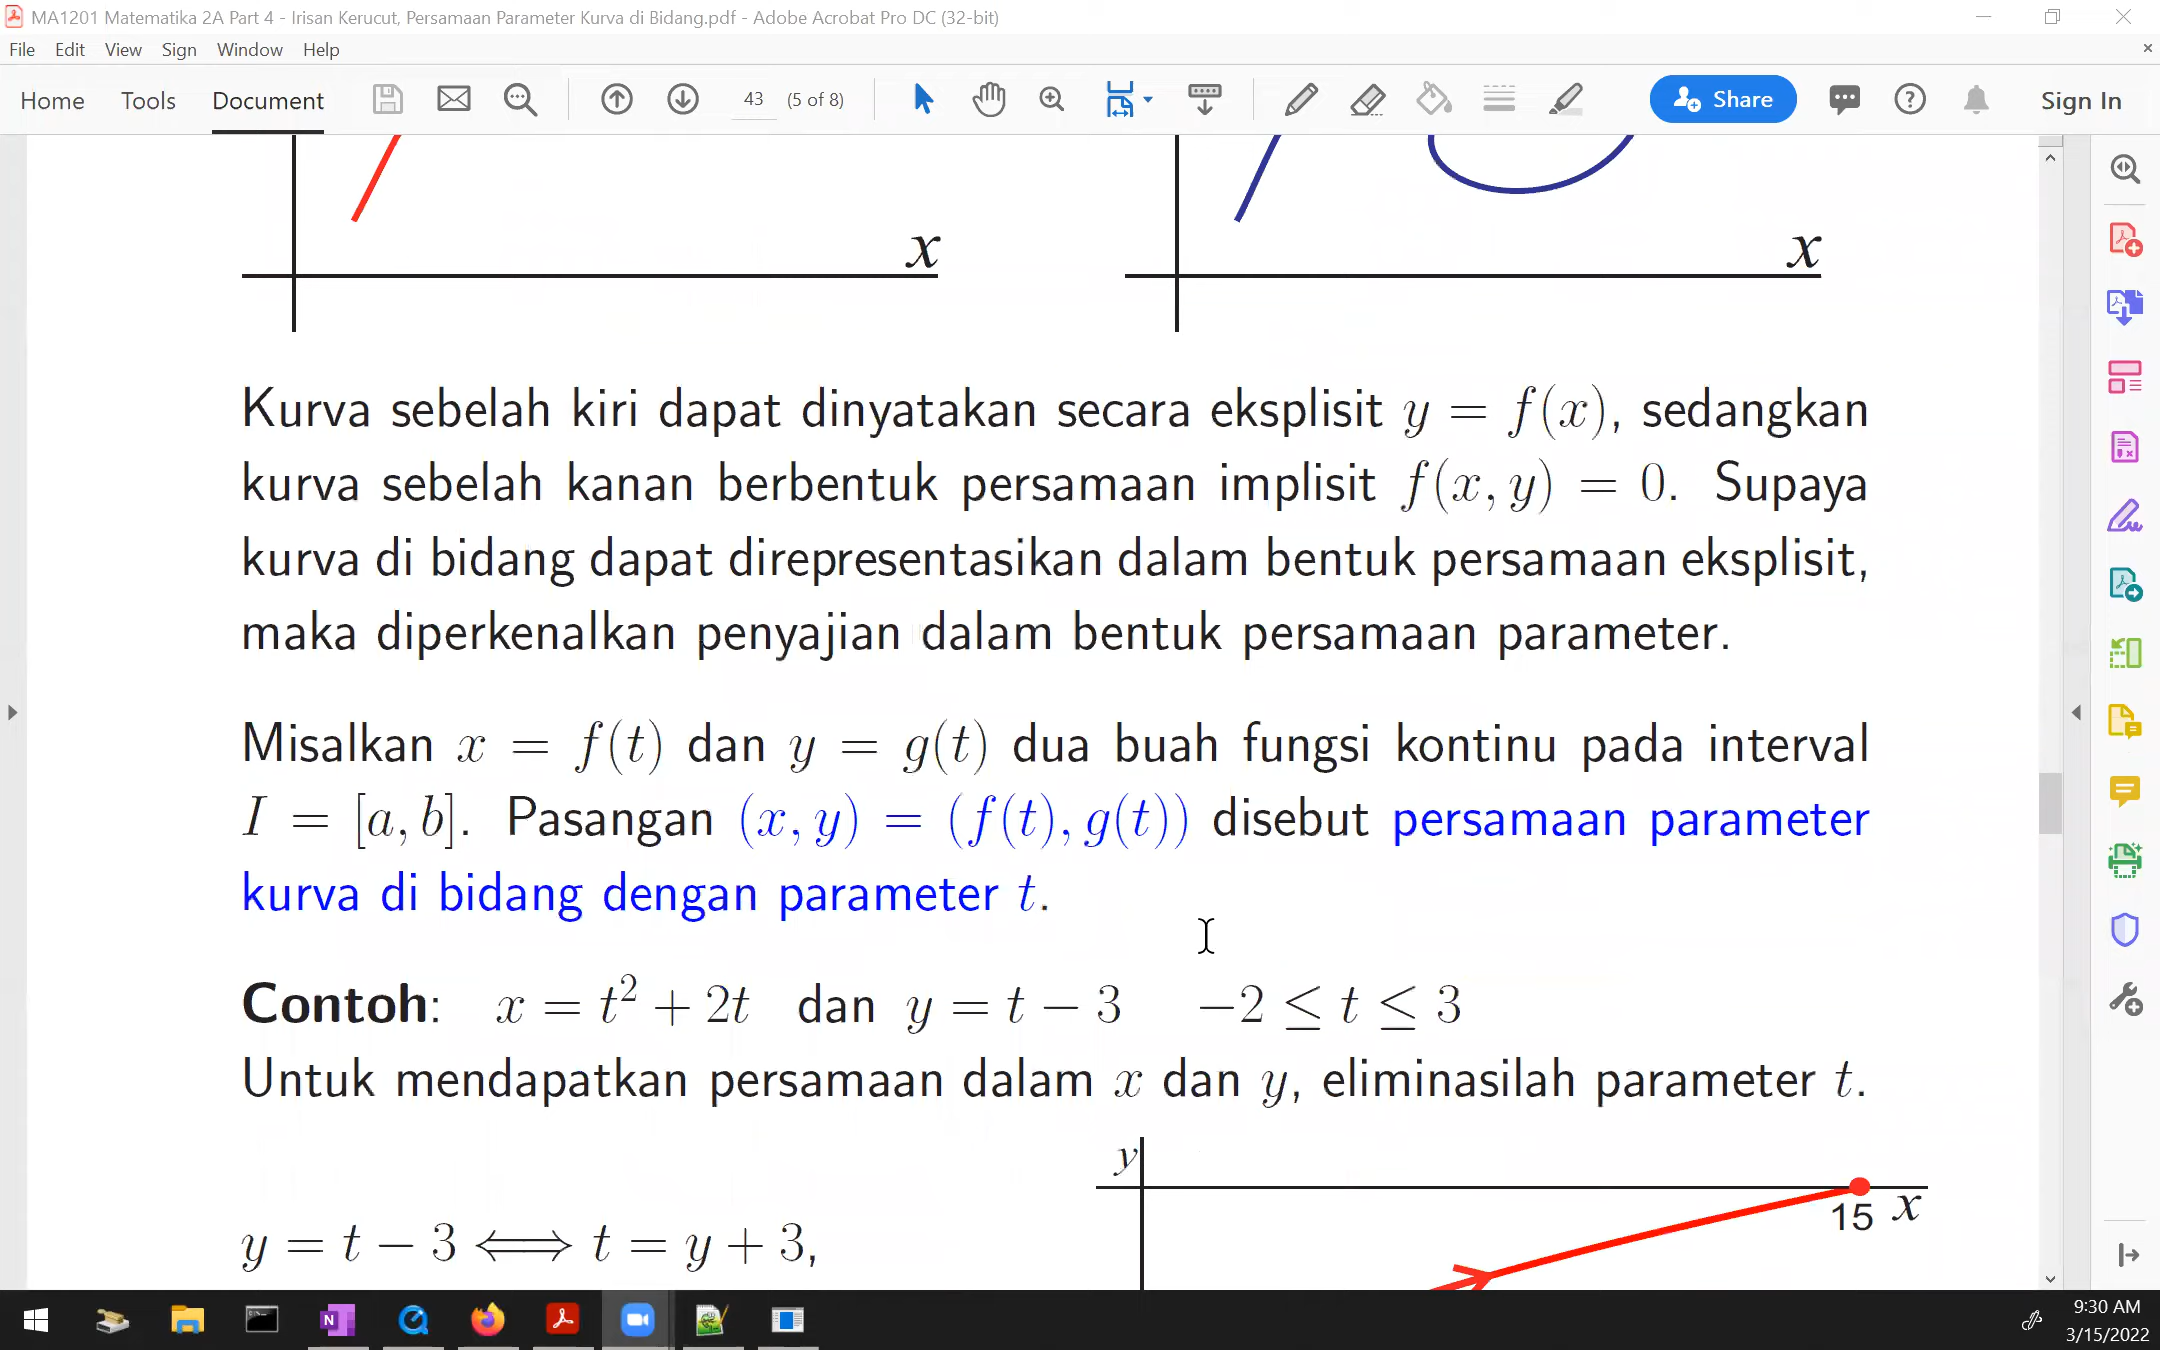 MA1201 Matematika 2A Part 4 - Irisan Kerucut, Persamaan Parameter Kurva di Bidang.pdf - Adobe Acrobat Pro DC (32-bit)
File Edit View Sign Window Help
Home Tools Document 43 (5 of 8) Share Sign In
x x
Kurva sebelah kiri dapat dinyatakan secara eksplisit y = f(x), sedangkan
kurva sebelah kanan berbentuk persamaan implisit f(x, y) = 0. Supaya
kurva di bidang dapat direpresentasikan dalam bentuk persamaan eksplisit,
maka diperkenalkan penyajian dalam bentuk persamaan parameter.
Misalkan x = f(t) dan y = g(t) dua buah fungsi kontinu pada interval
I = [a, b]. Pasangan (x, y) = (f(t), g(t)) disebut persamaan parameter
kurva di bidang dengan parameter t.
Contoh: x = t² + 2t dan y = t − 3 −2 ≤ t ≤ 3
Untuk mendapatkan persamaan dalam x dan y, eliminasilah parameter t.
y
15 x
y = t − 3 ⟺ t = y + 3,
9:30 AM
3/15/2022